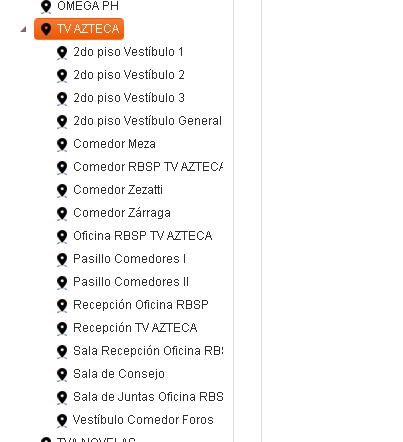 OMEGA PH
TV AZTECA
2do piso Vestíbulo 1
2do piso Vestíbulo 2
2do piso Vestíbulo 3
2do piso Vestíbulo General
Comedor Meza
Comedor RBSP TV AZTECA
Comedor Zezatti
Comedor Zárraga
Oficina RBSP TV AZTECA
Pasillo Comedores I
Pasillo Comedores II
Recepción Oficina RBSP
Recepción TV AZTECA
Sala Recepción Oficina RBS
Sala de Consejo
Sala de Juntas Oficina RBS
Vestíbulo Comedor Foros
TVA NOVELAS